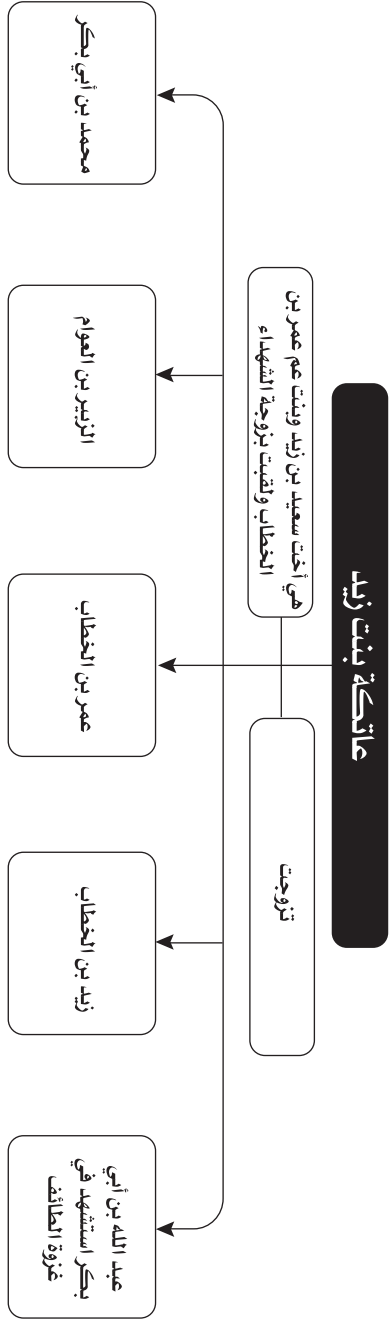 عاتكة بنت زيد
تزوجت
هي أخت سعيد بن زيد وبنت عم عمر بن
الخطاب ولقبت بزوجة الشهداء
عبد الله بن أبي
بكر استشهد في
غزوة الطائف
زيد بن الخطاب
عمر بن الخطاب
الزبير بن العوام
محمد بن أبي بكر